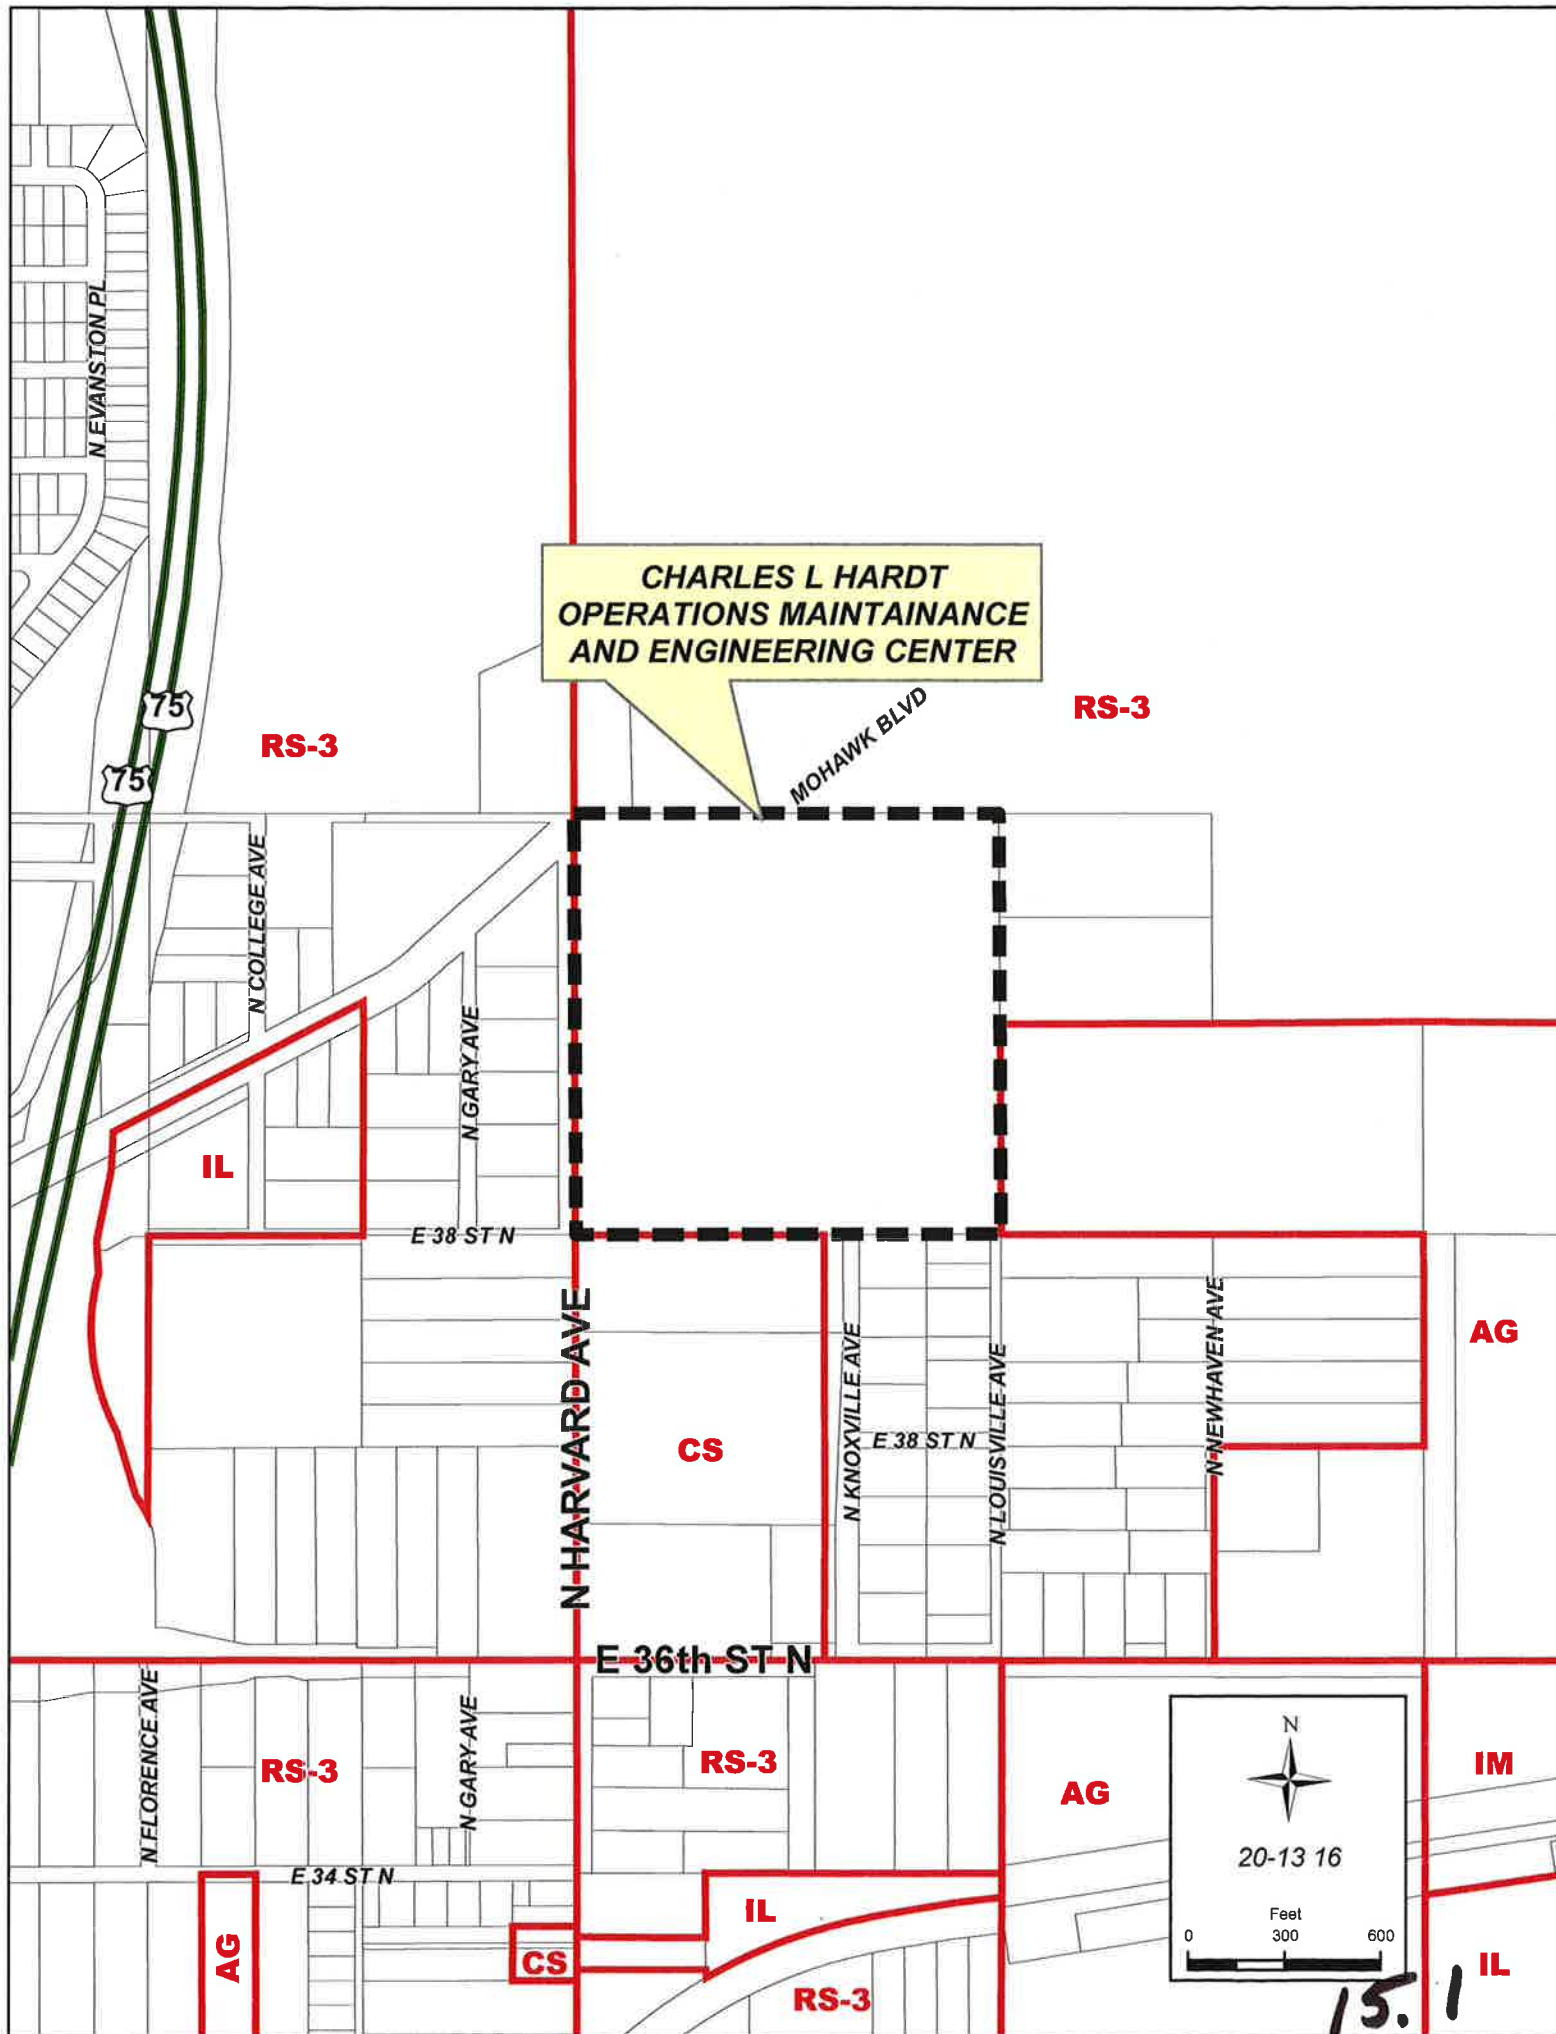 N EVANSTON PL
CHARLES L HARDT
OPERATIONS MAINTAINANCE
AND ENGINEERING CENTER
75
75
RS-3
RS-3
MOHAWK BLVD
N COLLEGE AVE
N GARY AVE
IL
E 38 ST N
N HARVARD AVE
CS
N KNOXVILLE AVE
E 38 ST N
N LOUISVILLE AVE
N NEWHAVEN AVE
AG
E 36th ST N
N FLORENCE AVE
RS-3
N GARY AVE
RS-3
AG
IM
E 34 ST N
AG
CS
IL
RS-3
IL
N
20-13 16
Feet
0 300 600
15.1